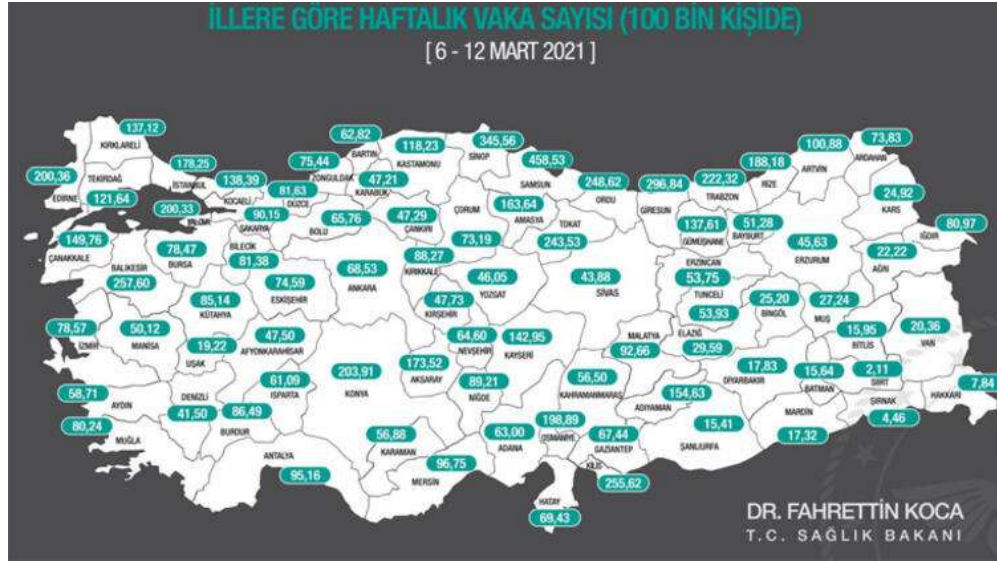 İLLERE GÖRE HAFTALIK VAKA SAYISI (100 BİN KİŞİDE)
[ 6 - 12 MART 2021 ]
137,12
KIRKLARELİ
200,36
EDİRNE
TEKİRDAĞ
121,64
178,25
İSTANBUL
138,39
KOCAELİ
200,33
81,63
DÜZCE
90,15
SAKARYA
75,44
ZONGULDAK
62,82
BARTIN
47,21
KARABÜK
118,23
KASTAMONU
345,56
SİNOP
458,53
SAMSUN
248,62
ORDU
296,84
GİRESUN
222,32
TRABZON
188,18
RİZE
100,88
ARTVİN
73,83
ARDAHAN
24,92
KARS
80,97
IĞDIR
22,22
AĞRI
45,63
ERZURUM
51,28
BAYBURT
137,61
GÜMÜŞHANE
ERZİNCAN
53,75
TUNCELİ
53,93
ELAZIĞ
29,59
25,20
BİNGÖL
27,24
MUŞ
15,95
BİTLİS
20,36
VAN
7,84
HAKKARİ
2,11
SİİRT
ŞIRNAK
4,46
15,64
BATMAN
17,83
DİYARBAKIR
MARDİN
17,32
15,41
ŞANLIURFA
154,63
ADIYAMAN
MALATYA
92,66
43,88
SİVAS
TOKAT
243,53
163,64
AMASYA
ÇORUM
73,19
47,29
ÇANKIRI
65,76
BOLU
BİLECİK
81,38
78,47
BURSA
149,76
ÇANAKKALE
BALIKESİR
257,60
85,14
KÜTAHYA
74,59
ESKİŞEHİR
68,53
ANKARA
88,27
KIRIKKALE
46,05
YOZGAT
47,73
KIRŞEHİR
64,60
NEVŞEHİR
142,95
KAYSERİ
173,52
AKSARAY
89,21
NİĞDE
203,91
KONYA
47,50
AFYONKARAHİSAR
19,22
UŞAK
50,12
MANİSA
78,57
İZMİR
58,71
AYDIN
80,24
MUĞLA
DENİZLİ
41,50
86,49
BURDUR
61,09
ISPARTA
ANTALYA
95,16
56,88
KARAMAN
96,75
MERSİN
63,00
ADANA
198,89
OSMANİYE
56,50
KAHRAMANMARAŞ
67,44
GAZİANTEP
KİLİS
255,62
HATAY
69,43
DR. FAHRETTİN KOCA
T.C. SAĞLIK BAKANI